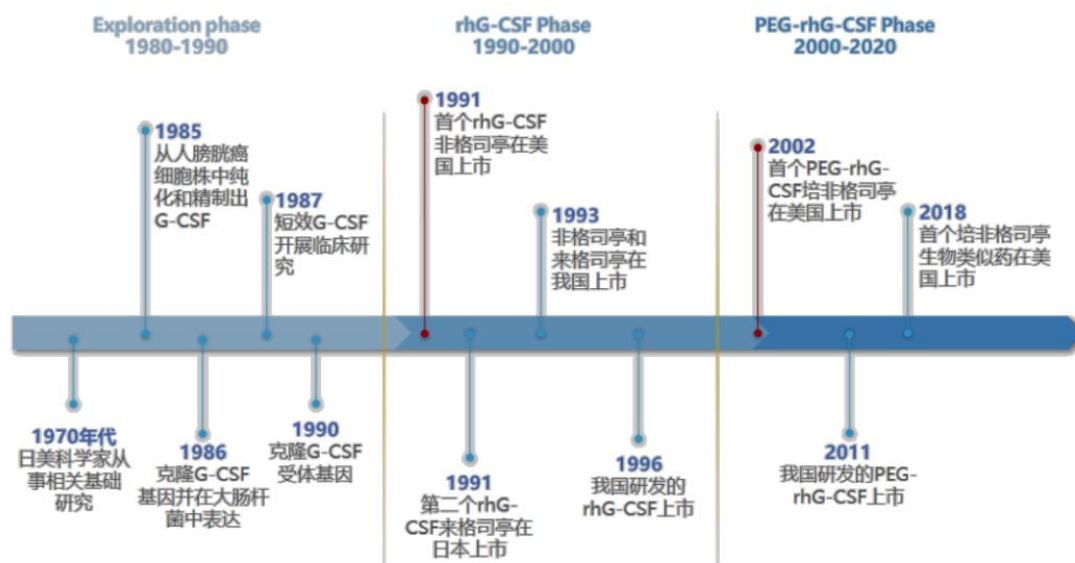 Exploration phase
1980-1990
rhG-CSF Phase
1990-2000
PEG-rhG-CSF Phase
2000-2020
1985
从人膀胱癌
细胞株中纯
化和精制出
G-CSF
1987
短效G-CSF
开展临床研
究
1991
首个rhG-CSF
非格司亭在美
国上市
1993
非格司亭和
来格司亭在
我国上市
2002
首个PEG-rhG-
CSF培非格司亭
在美国上市
2018
首个培非格司亭
生物类似药在美
国上市
1970年代
日美科学家从
事相关基础
研究
1986
克隆G-CSF
基因并在大肠杆
菌中表达
1990
克隆G-CSF
受体基因
1991
第二个rhG-
CSF来格司亭在
日本上市
1996
我国研发的
rhG-CSF上市
2011
我国研发的PEG-
rhG-CSF上市